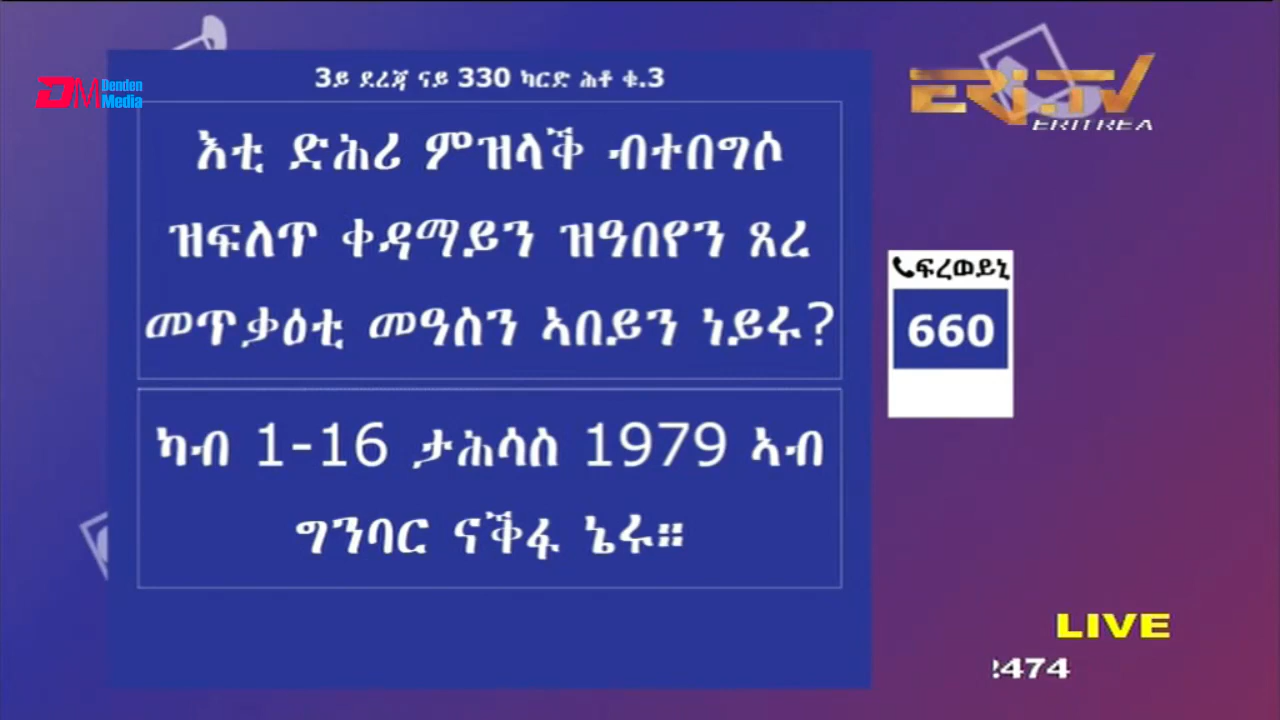 3ይ ደረጃ ናይ 330 ካርድ ሕቶ ቁ.3
DM Denden Media
ERi.TV
ERITREA
እቲ ድሕሪ ምዝላቕ ብተበግሶ
ዝፍለጥ ቀዳማይን ዝዓበየን ጸረ
መጥቃዕቲ መዓስን ኣበይን ነይሩ?
ፍረወይኒ
660
ካብ 1-16 ታሕሳስ 1979 ኣብ
ግንባር ናቕፋ ኔሩ።
LIVE
474